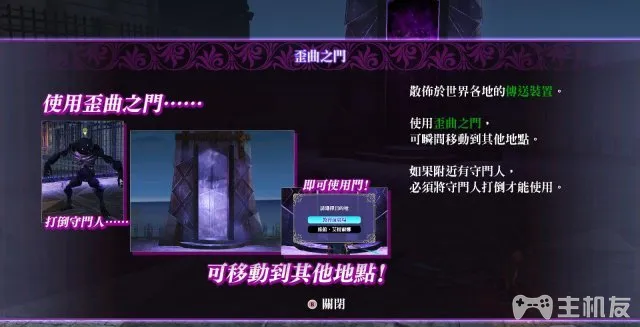 歪曲之門
使用歪曲之門……
打倒守門人……
即可使用門!
可移動到其他地點!
散佈於世界各地的傳送裝置。
使用歪曲之門,
可瞬間移動到其他地點。
如果附近有守門人,
必須將守門人打倒才能使用。
關閉
主机友